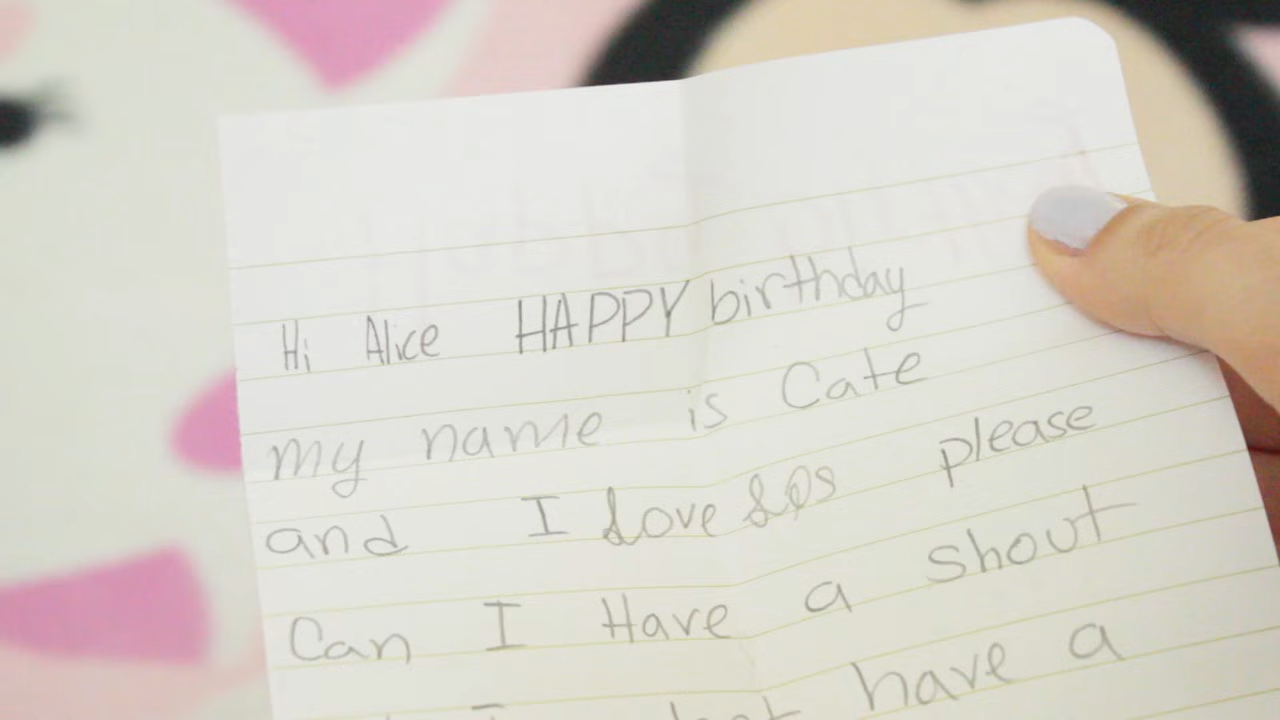 Hi Alice HAPPY birthday
my name is Cate
and I love please
Can I Have a shout
have a